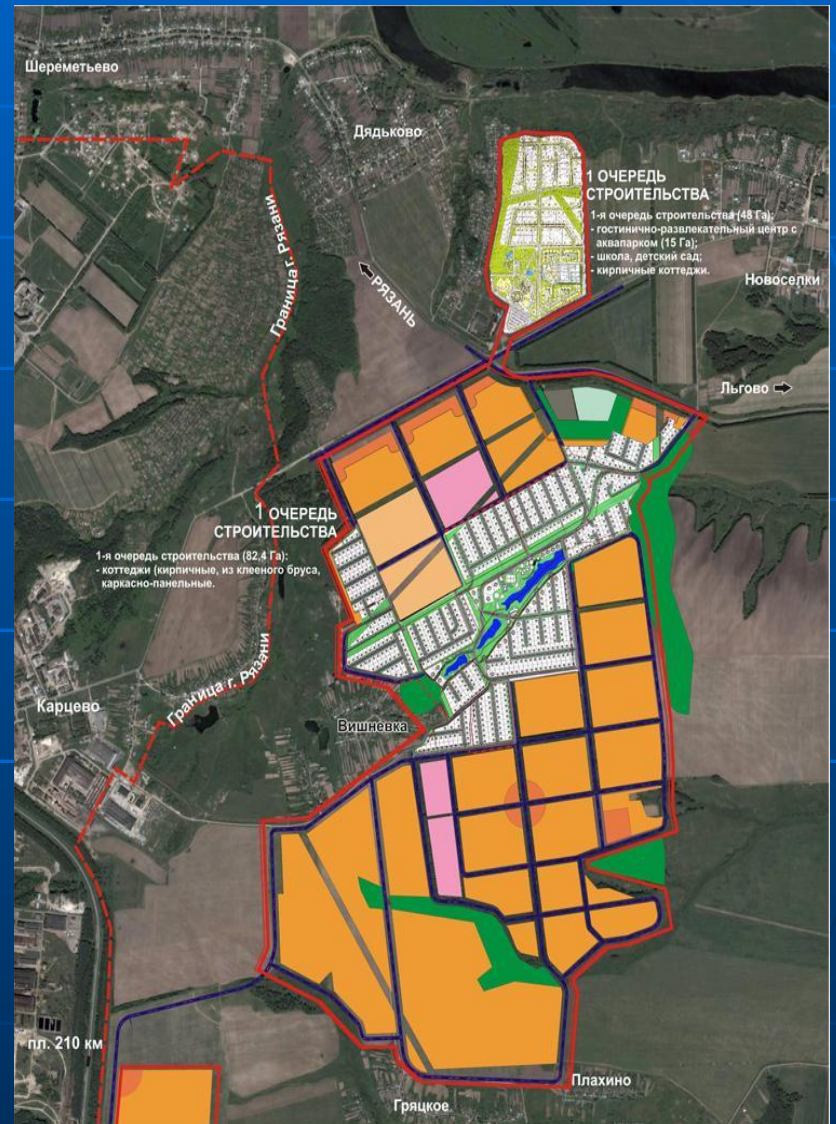 Шереметьево
Дядьково
1 ОЧЕРЕДЬ
СТРОИТЕЛЬСТВА
1-я очередь строительства (48 Га):
- гостинично-развлекательный центр с
аквапарком (15 Га);
- школа, детский сад;
- кирпичные коттеджи.
Граница г. Рязани
РЯЗАНЬ
Новоселки
Льгово
1 ОЧЕРЕДЬ
СТРОИТЕЛЬСТВА
1-я очередь строительства (82,4 Га):
- коттеджи (кирпичные, из клееного бруса,
каркасно-панельные.
Граница г. Рязани
Карцево
Вишневка
пл. 210 км
Плахино
Гряцкое